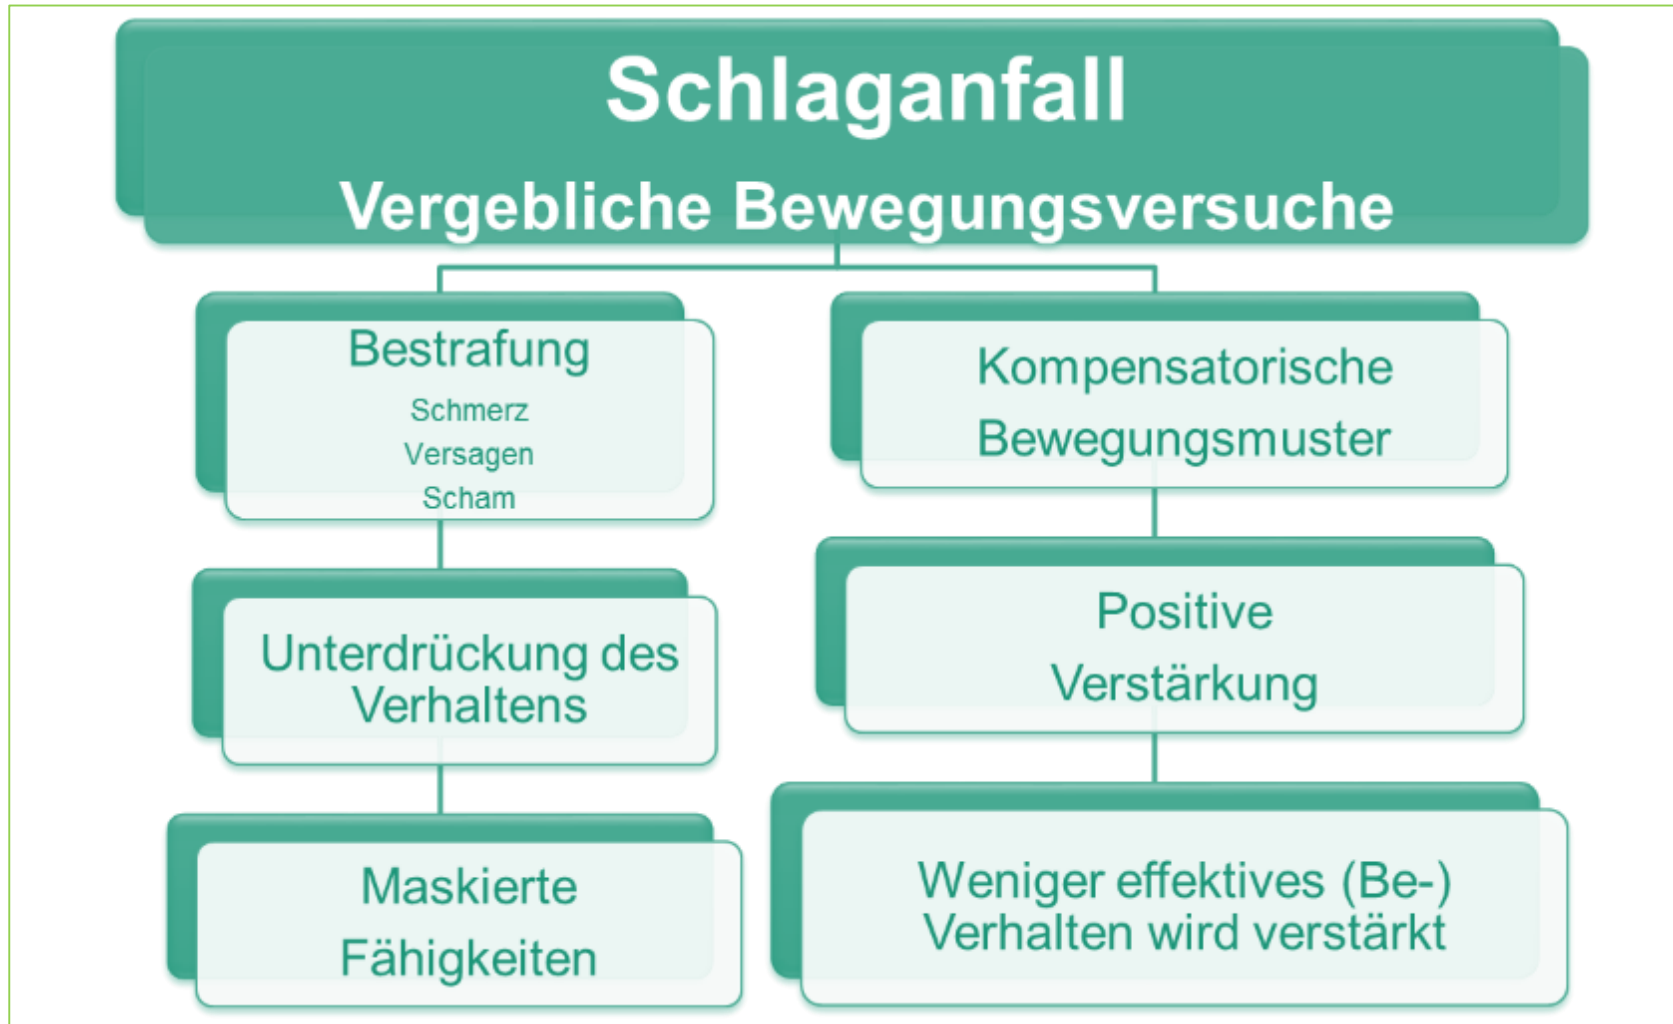 Schlaganfall
Vergebliche Bewegungsversuche
Bestrafung
Schmerz
Versagen
Scham
Unterdrückung des
Verhaltens
Maskierte
Fähigkeiten
Kompensatorische
Bewegungsmuster
Positive
Verstärkung
Weniger effektives (Be-)
Verhalten wird verstärkt